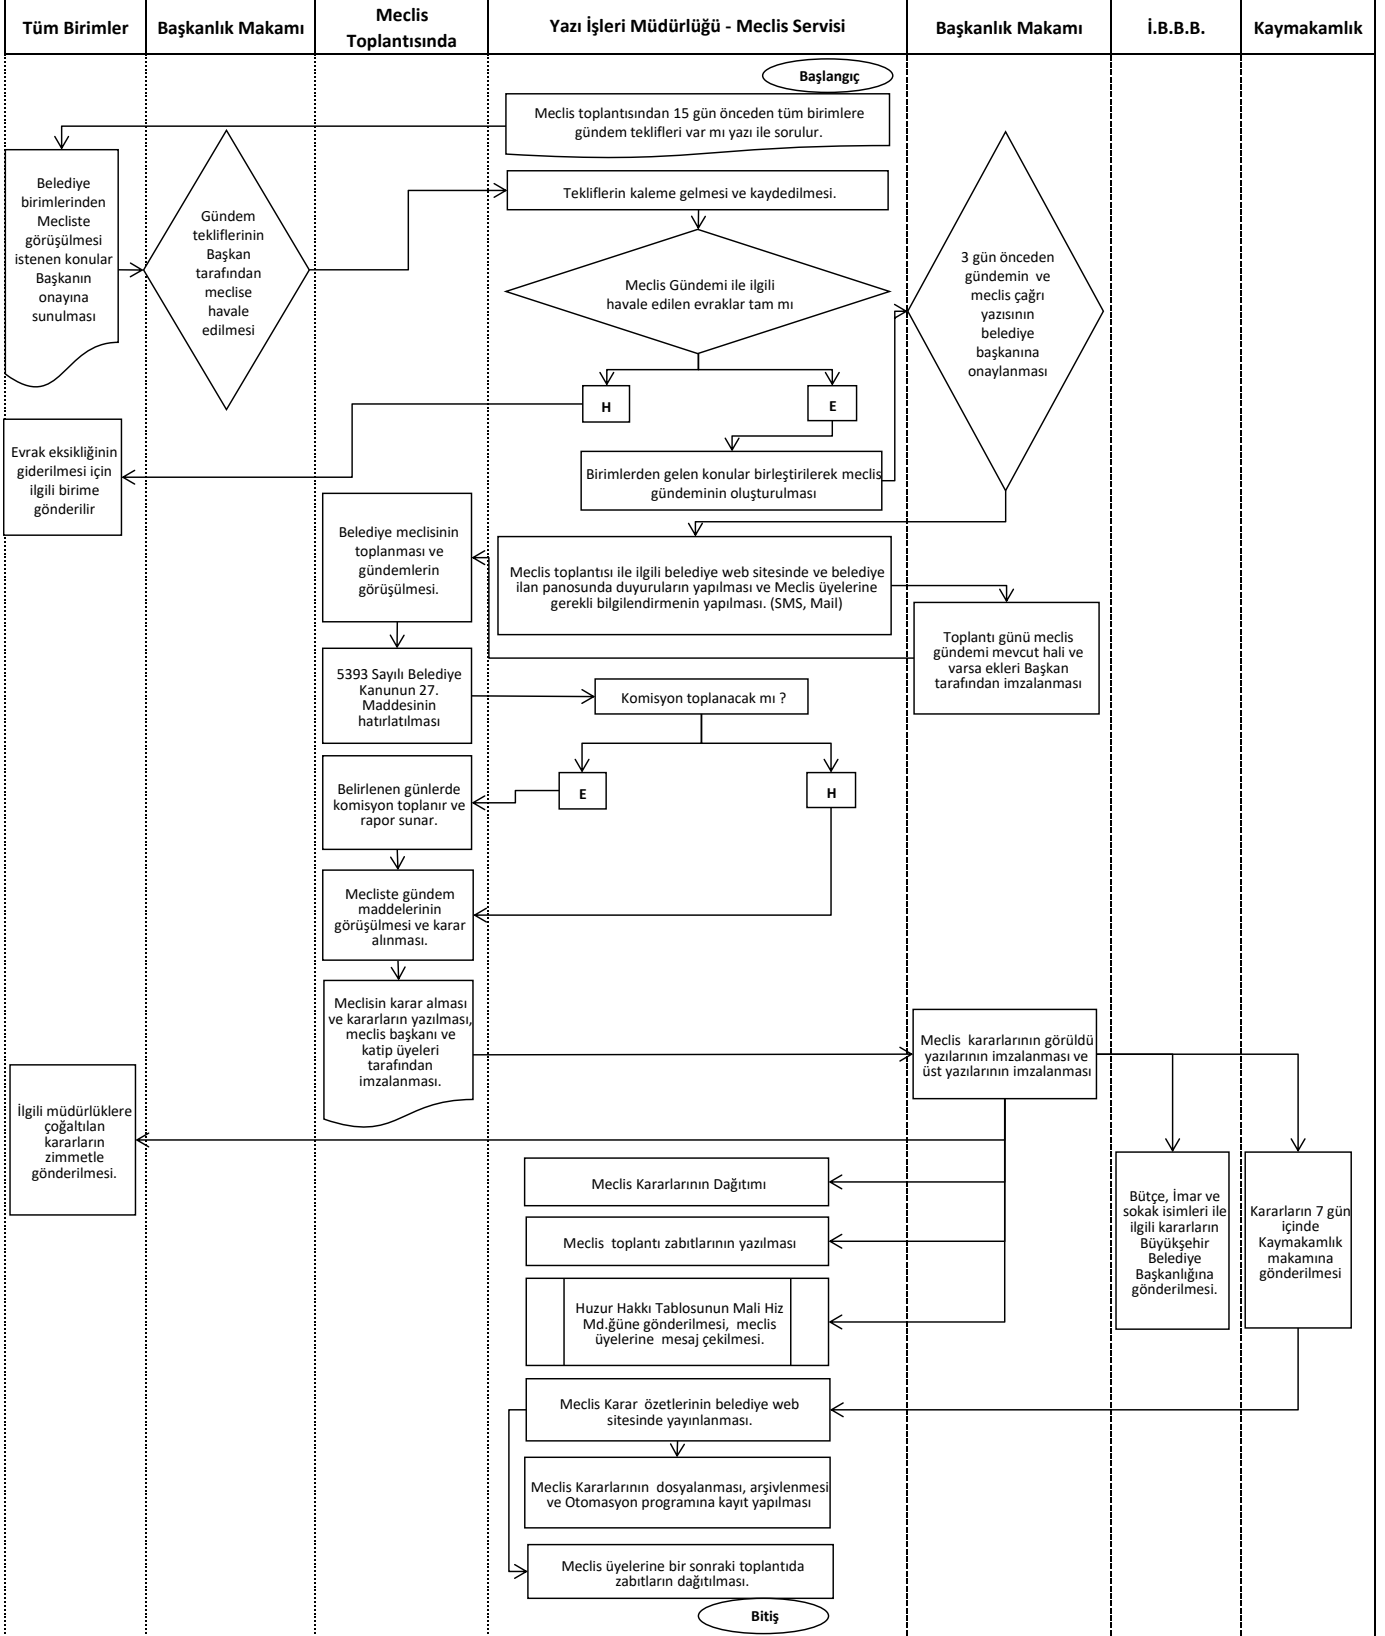 Tüm Birimler
Başkanlık Makamı
Meclis
Toplantısında
Yazı İşleri Müdürlüğü - Meclis Servisi
Başkanlık Makamı
İ.B.B.B.
Kaymakamlık
Başlangıç
Meclis toplantısından 15 gün önceden tüm birimlere
gündem teklifleri var mı yazı ile sorulur.
Belediye
birimlerinden
Mecliste
görüşülmesi
istenen konular
Başkanın
onayına
sunulması
Gündem
tekliflerinin
Başkan
tarafından
meclise
havale
edilmesi
Tekliflerin kaleme gelmesi ve kaydedilmesi.
Meclis Gündemi ile ilgili
havale edilen evraklar tam mı
3 gün önceden
gündemin ve
meclis çağrı
yazısının
belediye
başkanına
onaylanması
H
E
Evrak eksikliğinin
giderilmesi için
ilgili birime
gönderilir
Birimlerden gelen konular birleştirilerek meclis
gündeminin oluşturulması
Belediye meclisinin
toplanması ve
gündemlerin
görüşülmesi.
Meclis toplantısı ile ilgili belediye web sitesinde ve belediye
ilan panosunda duyuruların yapılması ve Meclis üyelerine
gerekli bilgilendirmenin yapılması. (SMS, Mail)
Toplantı günü meclis
gündemi mevcut hali ve
varsa ekleri Başkan
tarafından imzalanması
5393 Sayılı Belediye
Kanunun 27.
Maddesinin
hatırlatılması
Komisyon toplanacak mı ?
E
H
Belirlenen günlerde
komisyon toplanır ve
rapor sunar.
Mecliste gündem
maddelerinin
görüşülmesi ve karar
alınması.
Meclisin karar alması
ve kararların yazılması,
meclis başkanı ve
katip üyeleri
tarafından
imzalanması.
Meclis kararlarının görüldü
yazılarının imzalanması ve
üst yazılarının imzalanması
İlgili müdürlüklere
çoğaltılan
kararların
zimmetle
gönderilmesi.
Meclis Kararlarının Dağıtımı
Meclis toplantı zabıtlarının yazılması
Huzur Hakkı Tablosunun Mali Hiz
Md.ğüne gönderilmesi, meclis
üyelerine mesaj çekilmesi.
Bütçe, İmar ve
sokak isimleri ile
ilgili kararların
Büyükşehir
Belediye
Başkanlığına
gönderilmesi.
Kararların 7 gün
içinde
Kaymakamlık
makamına
gönderilmesi
Meclis Karar özetlerinin belediye web
sitesinde yayınlanması.
Meclis Kararlarının dosyalanması, arşivlenmesi
ve Otomasyon programına kayıt yapılması
Meclis üyelerine bir sonraki toplantıda
zabıtların dağıtılması.
Bitiş